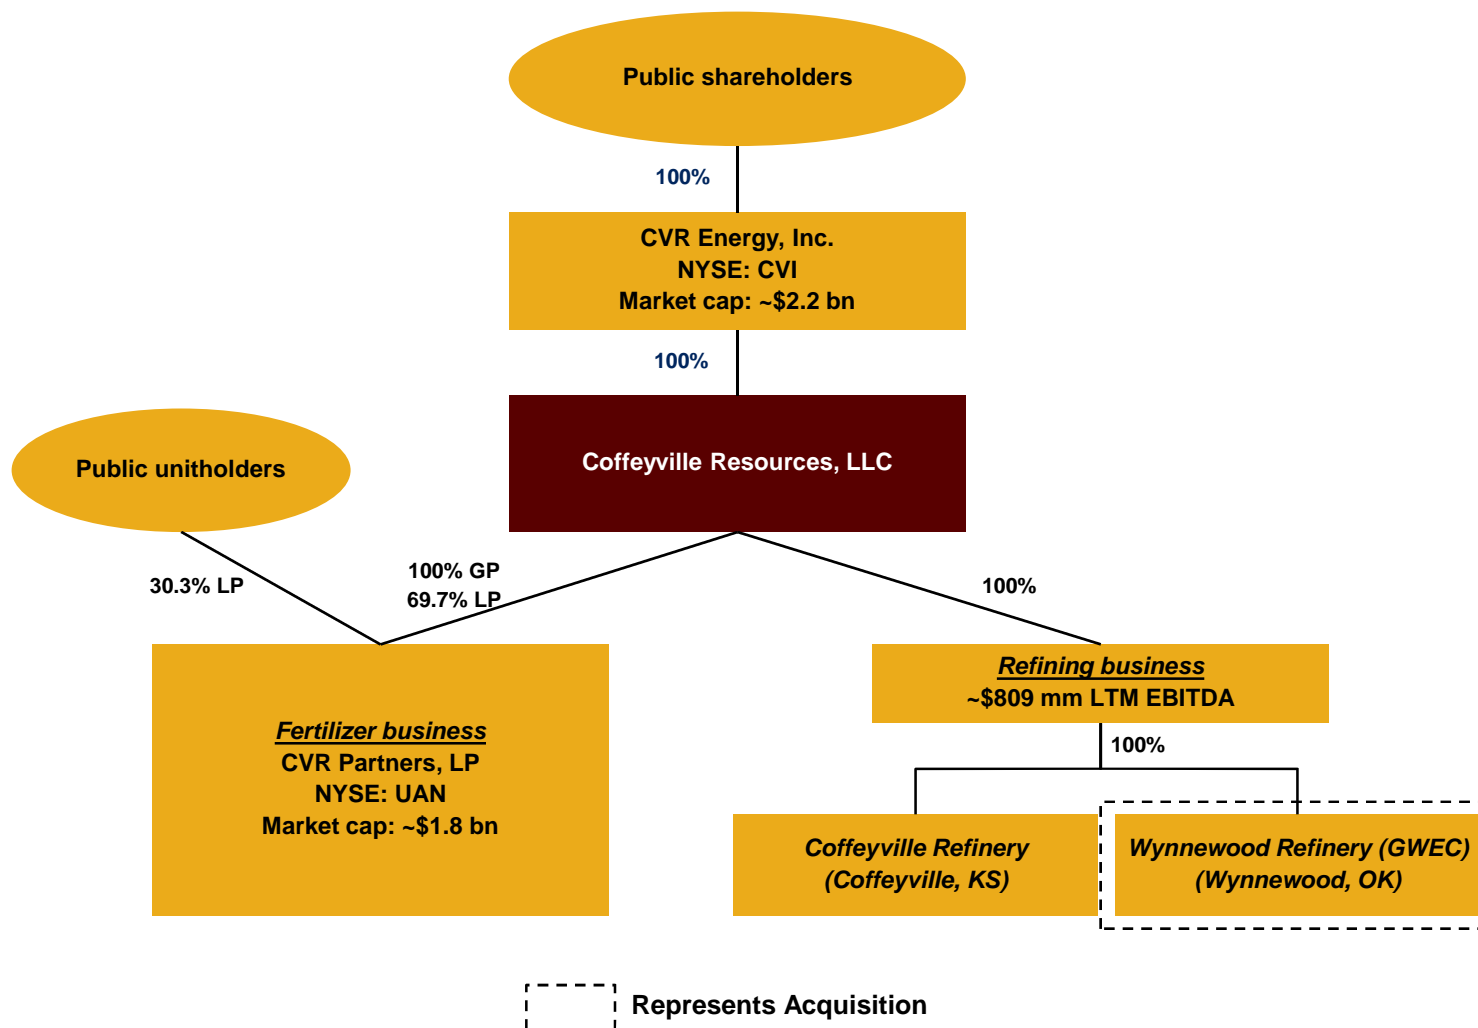 Public shareholders
100%
CVR Energy, Inc.
NYSE: CVI
Market cap: ~$2.2 bn
100%
Coffeyville Resources, LLC
Public unitholders
30.3% LP
100% GP
69.7% LP
100%
Fertilizer business
CVR Partners, LP
NYSE: UAN
Market cap: ~$1.8 bn
Refining business
~$809 mm LTM EBITDA
100%
Coffeyville Refinery
(Coffeyville, KS)
Wynnewood Refinery (GWEC)
(Wynnewood, OK)
Represents Acquisition